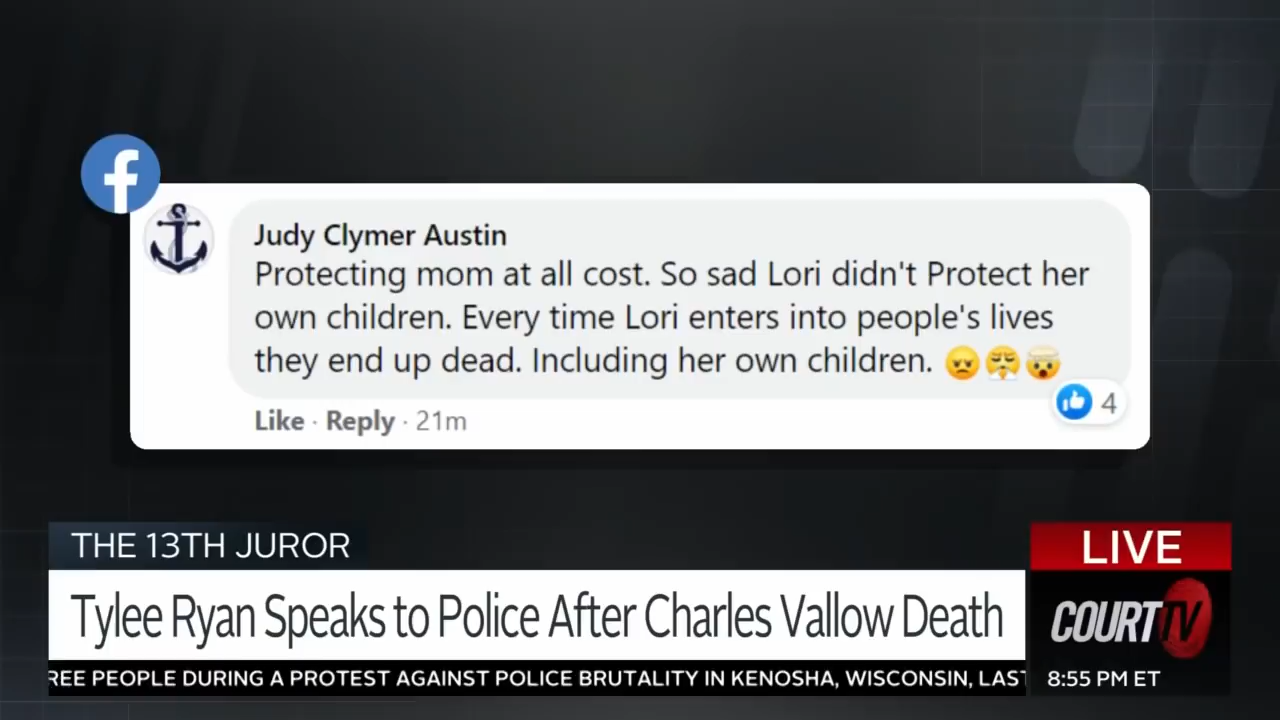 f
Judy Clymer Austin
Protecting mom at all cost. So sad Lori didn't Protect her
own children. Every time Lori enters into people's lives
they end up dead. Including her own children. 😠😤🤯
4
Like · Reply · 21m
THE 13TH JUROR
LIVE
Tylee Ryan Speaks to Police After Charles Vallow Death
COURT TV
REE PEOPLE DURING A PROTEST AGAINST POLICE BRUTALITY IN KENOSHA, WISCONSIN, LAST
8:55 PM ET